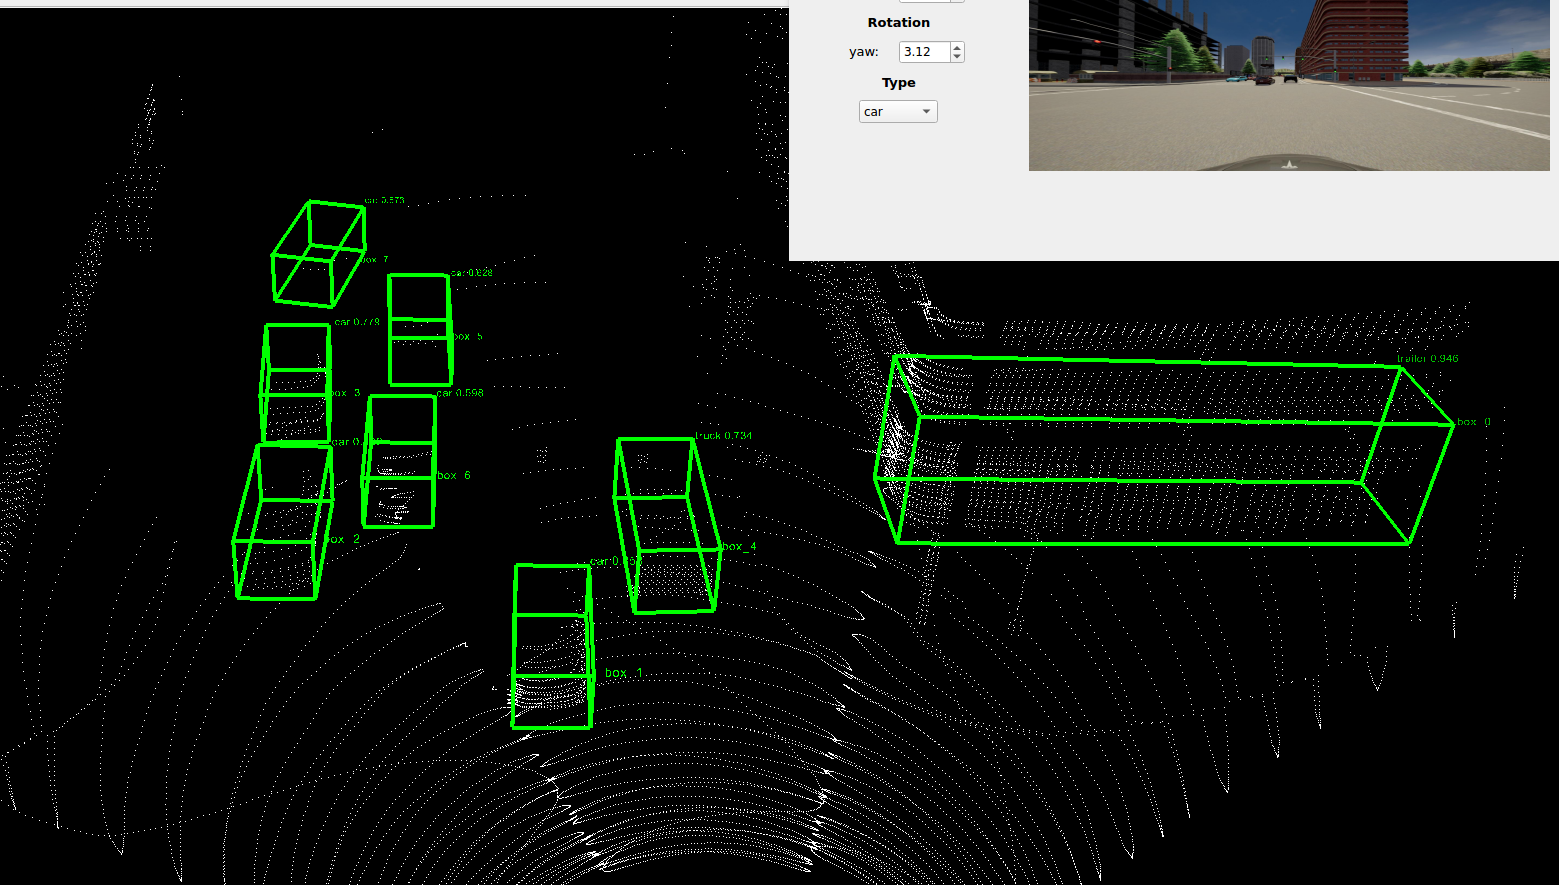 Rotation
yaw: 3.12
Type
car
car 0.828
box_7
car 0.779
box_5
trailer 0.946
box_3
car 0.598
box_0
truck 0.734
box_6
box_2
box_4
box_1